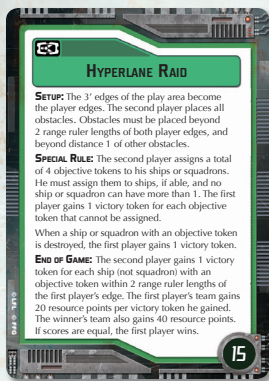 HYPERLANE RAID
SETUP: The 3' edges of the play area become
the player edges. The second player places all
obstacles. Obstacles must be placed beyond
2 range ruler lengths of both player edges, and
beyond distance 1 of other obstacles.
SPECIAL RULE: The second player assigns a total
of 4 objective tokens to his ships or squadrons.
He must assign them to ships, if able, and no
ship or squadron can have more than 1. The first
player gains 1 victory token for each objective
token that cannot be assigned.
When a ship or squadron with an objective token
is destroyed, the first player gains 1 victory token.
END OF GAME: The second player gains 1 victory
token for each ship (not squadron) with an
objective token within 2 range ruler lengths of
the first player's edge. The first player's team gains
20 resource points per victory token he gained.
The winner's team also gains 40 resource points.
If scores are equal, the first player wins.
15
© LFL © FFG